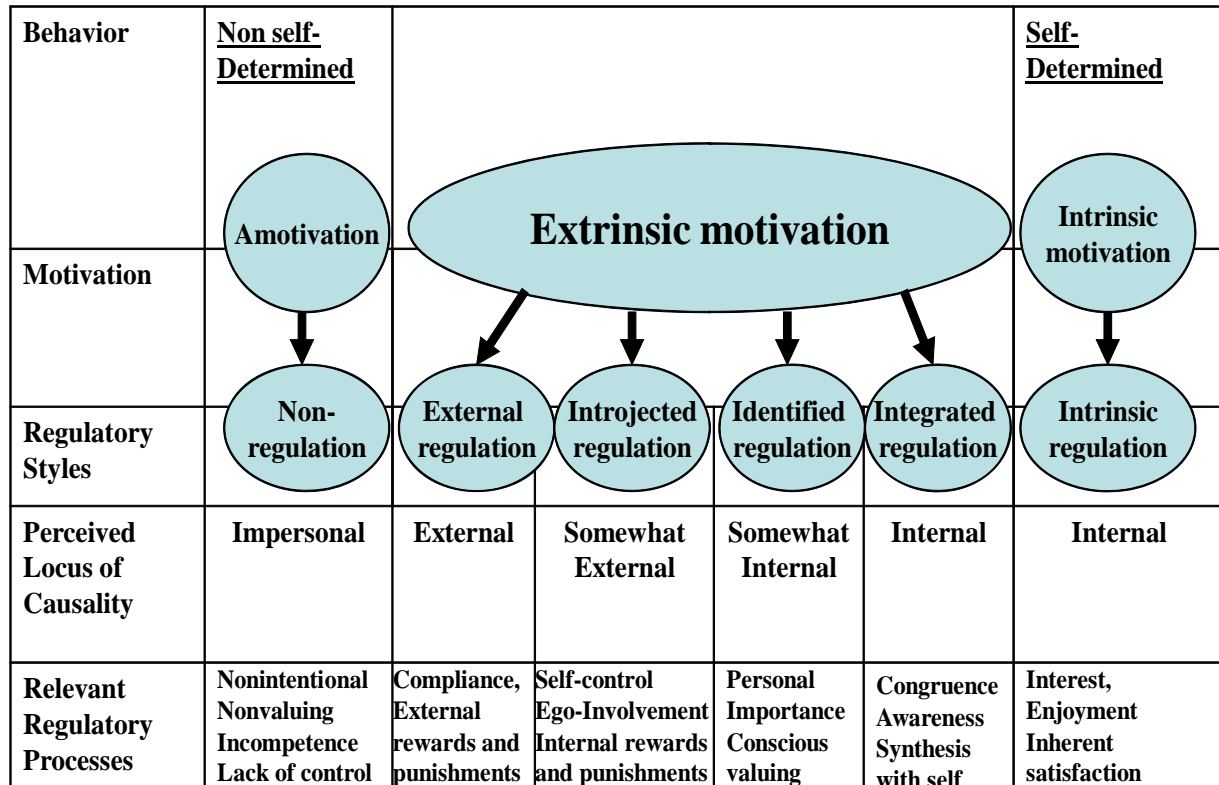 Behavior
Non self-
Determined
Self-
Determined
Motivation
Amotivation
Extrinsic motivation
Intrinsic
motivation
Regulatory
Styles
Non-
regulation
External
regulation
Introjected
regulation
Identified
regulation
Integrated
regulation
Intrinsic
regulation
Perceived
Locus of
Causality
Impersonal
External
Somewhat
External
Somewhat
Internal
Internal
Internal
Relevant
Regulatory
Processes
Nonintentional
Nonvaluing
Incompetence
Lack of control
Compliance,
External
rewards and
punishments
Self-control
Ego-Involvement
Internal rewards
and punishments
Personal
Importance
Conscious
valuing
Congruence
Awareness
Synthesis
with self
Interest,
Enjoyment
Inherent
satisfaction